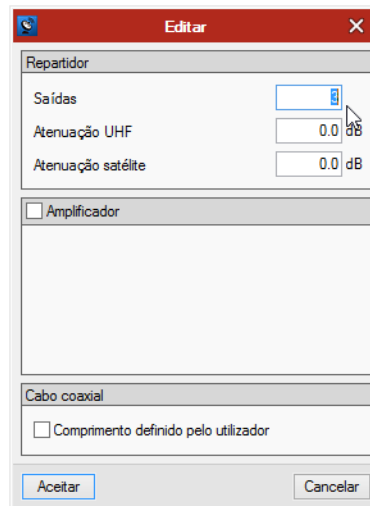 Editar
Repartidor
Saídas 3
Atenuação UHF 0.0 dB
Atenuação satélite 0.0 dB
Amplificador
Cabo coaxial
Comprimento definido pelo utilizador
Aceitar Cancelar